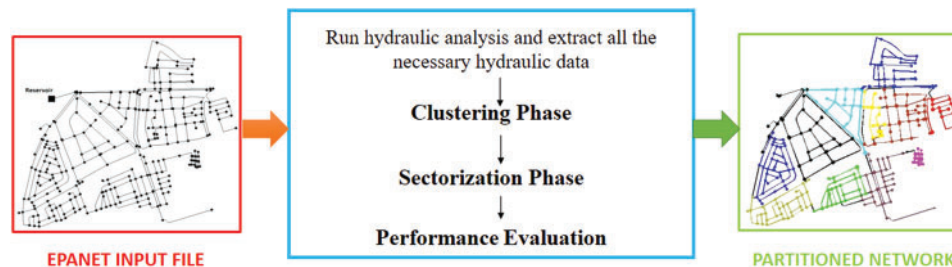 Reservoir
EPANET INPUT FILE
Run hydraulic analysis and extract all the
necessary hydraulic data
Clustering Phase
Sectorization Phase
Performance Evaluation
PARTITIONED NETWORK